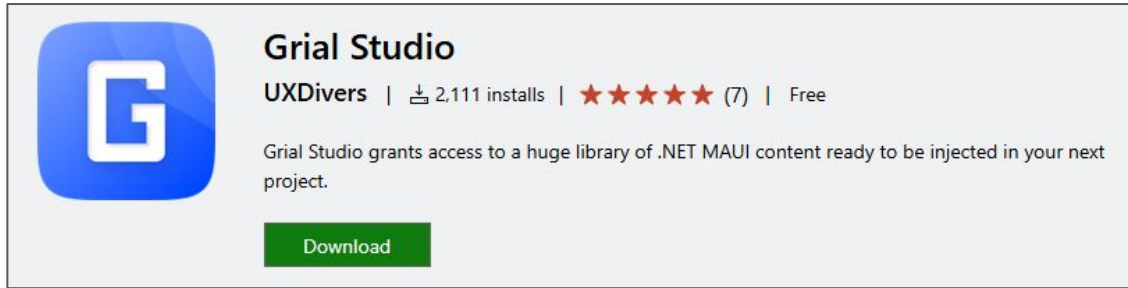 G
Grial Studio
UXDivers | 2,111 installs | ★★★★★ (7) | Free
Grial Studio grants access to a huge library of .NET MAUI content ready to be injected in your next
project.
Download